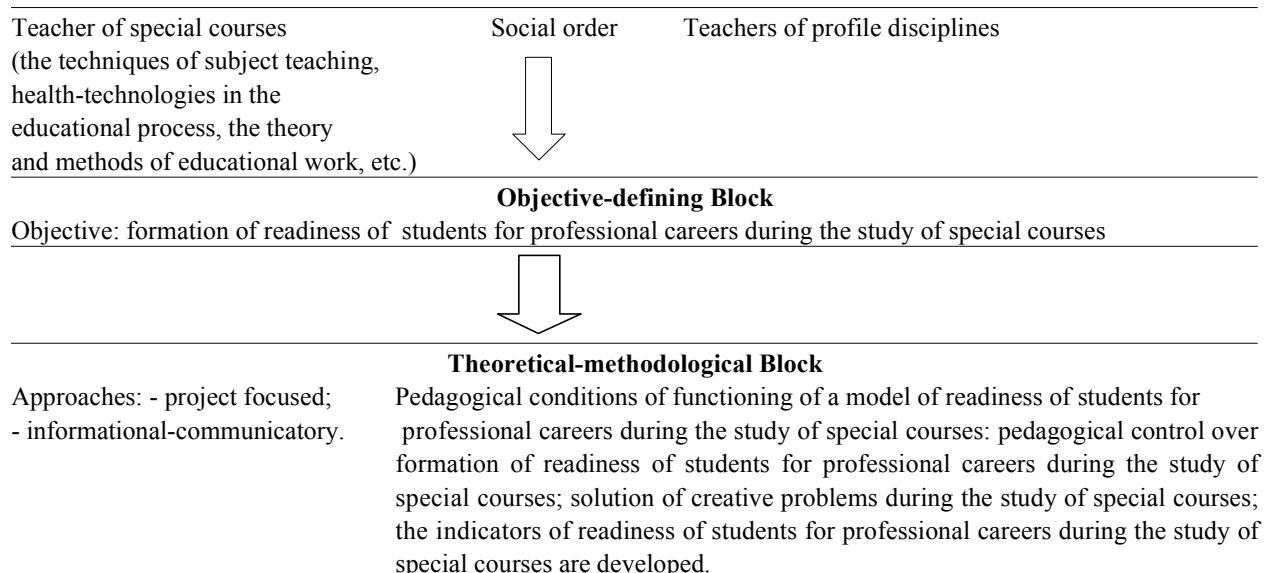 Teacher of special courses
(the techniques of subject teaching,
health-technologies in the
educational process, the theory
and methods of educational work, etc.)
Social order
Teachers of profile disciplines
Objective-defining Block
Objective: formation of readiness of students for professional careers during the study of special courses
Theoretical-methodological Block
Approaches: - project focused;
- informational-communicatory.
Pedagogical conditions of functioning of a model of readiness of students for
professional careers during the study of special courses: pedagogical control over
formation of readiness of students for professional careers during the study of
special courses; solution of creative problems during the study of special courses;
the indicators of readiness of students for professional careers during the study of
special courses are developed.